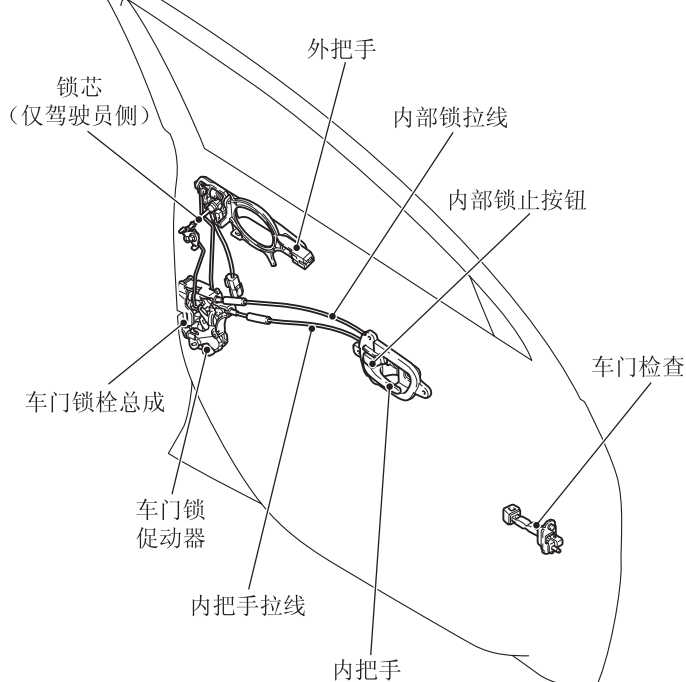 外把手
锁芯
（仅驾驶员侧）
内部锁拉线
内部锁止按钮
车门检查
车门锁栓总成
车门锁
促动器
内把手拉线
内把手